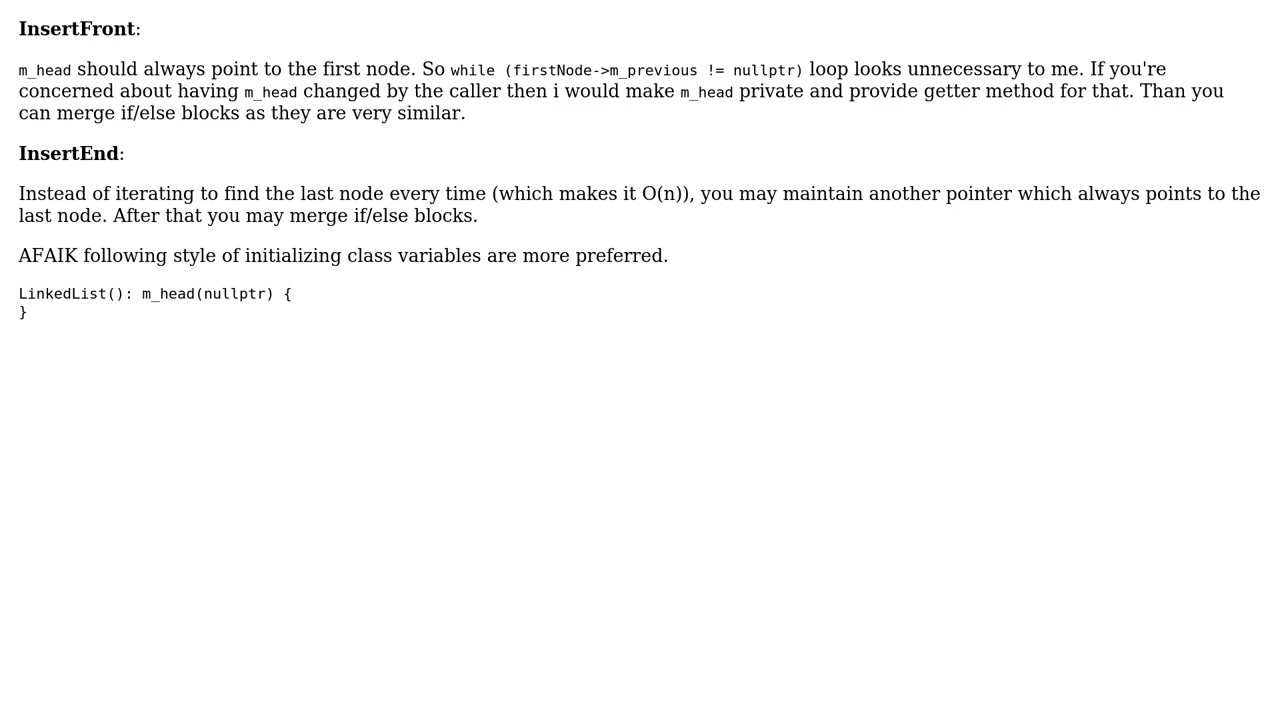 InsertFront:
m_head should always point to the first node. So while (firstNode->m_previous != nullptr) loop looks unnecessary to me. If you're
concerned about having m_head changed by the caller then i would make m_head private and provide getter method for that. Than you
can merge if/else blocks as they are very similar.
InsertEnd:
Instead of iterating to find the last node every time (which makes it O(n)), you may maintain another pointer which always points to the
last node. After that you may merge if/else blocks.
AFAIK following style of initializing class variables are more preferred.
LinkedList(): m_head(nullptr) {
}